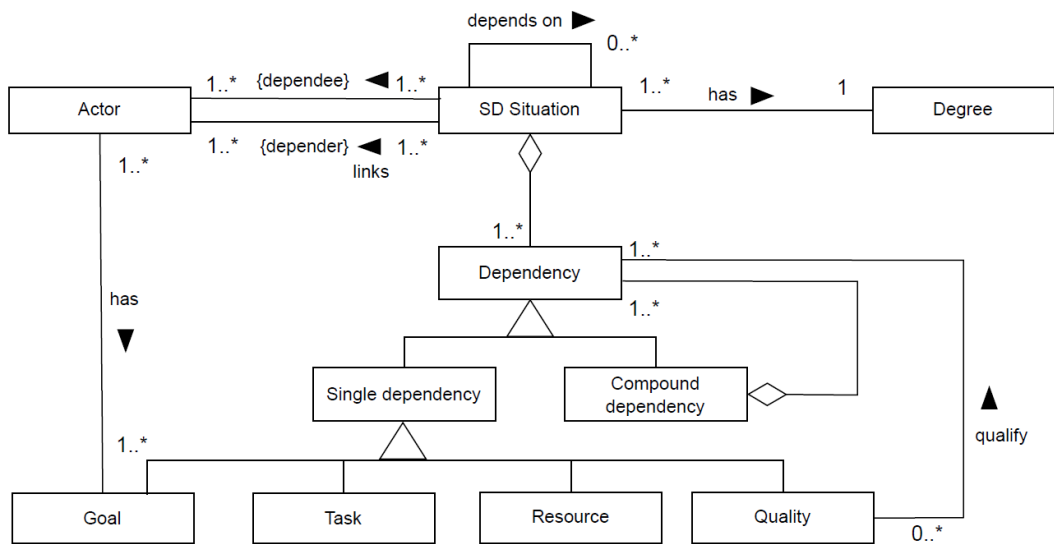 depends on
0..*
1..* {dependee} 1..*
1..* has 1
Actor
SD Situation
Degree
1..* {depender} 1..*
links
1..*
1..*
1..*
Dependency
1..*
has
Single dependency
Compound
dependency
qualify
1..*
Goal
Task
Resource
Quality
0..*